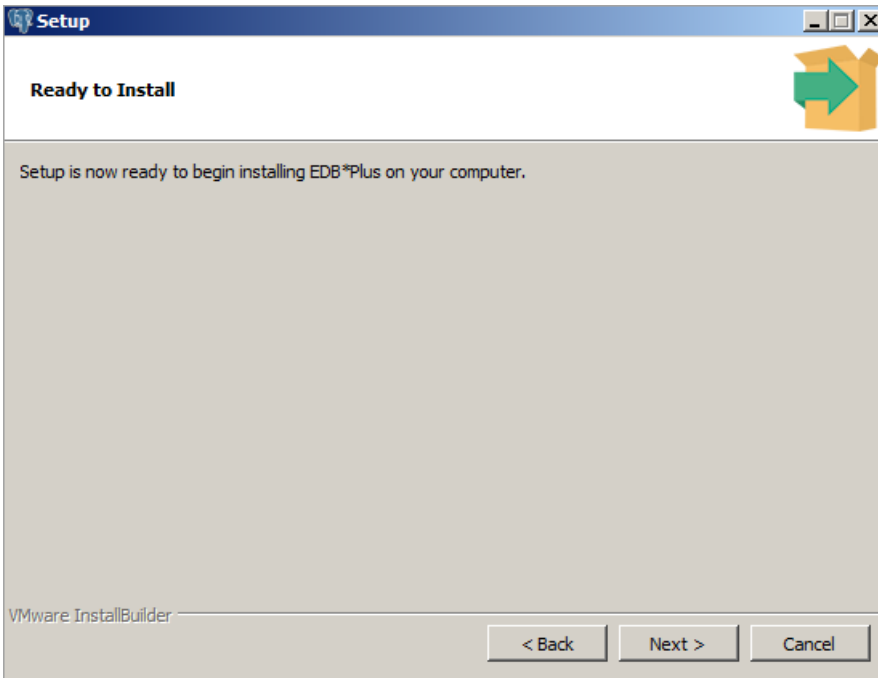 Setup
Ready to Install
Setup is now ready to begin installing EDB*Plus on your computer.
VMware InstallBuilder
< Back Next > Cancel